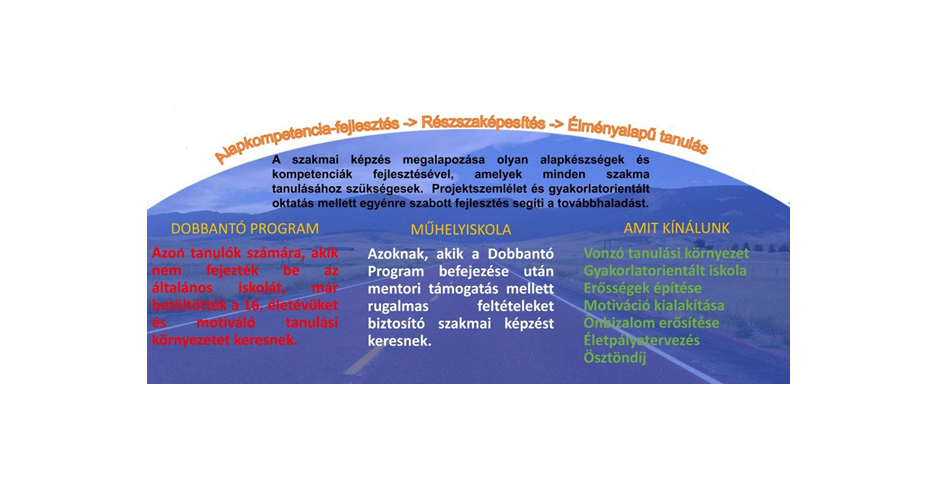 Alapkompetencia-fejlesztés -> Részszaképesítés -> Élményalapű tanulás
A szakmai képzés megalapozása olyan alapkészségek és
kompetenciák fejlesztésével, amelyek minden szakma
tanulásához szükségesek. Projektszemlélet és gyakorlatorientált
oktatás mellett egyénre szabott fejlesztés segíti a továbbhaladást.
DOBBANTÓ PROGRAM
Azon tanulók számára, akik
nem fejezték be az
általános iskolát, már
betöltötték a 16. életévüket
és motiváló tanulási
környezetet keresnek.
MŰHELYISKOLA
Azoknak, akik a Dobbantó
Program befejezése után
mentori támogatás mellett
rugalmas feltételeket
biztosító szakmai képzést
keresnek.
AMIT KÍNÁLUNK
Vonzó tanulási környezet
Gyakorlatorientált iskola
Erősségek építése
Motiváció kialakítása
Önbizalom erősítése
Életpályatervezés
Ösztöndíj